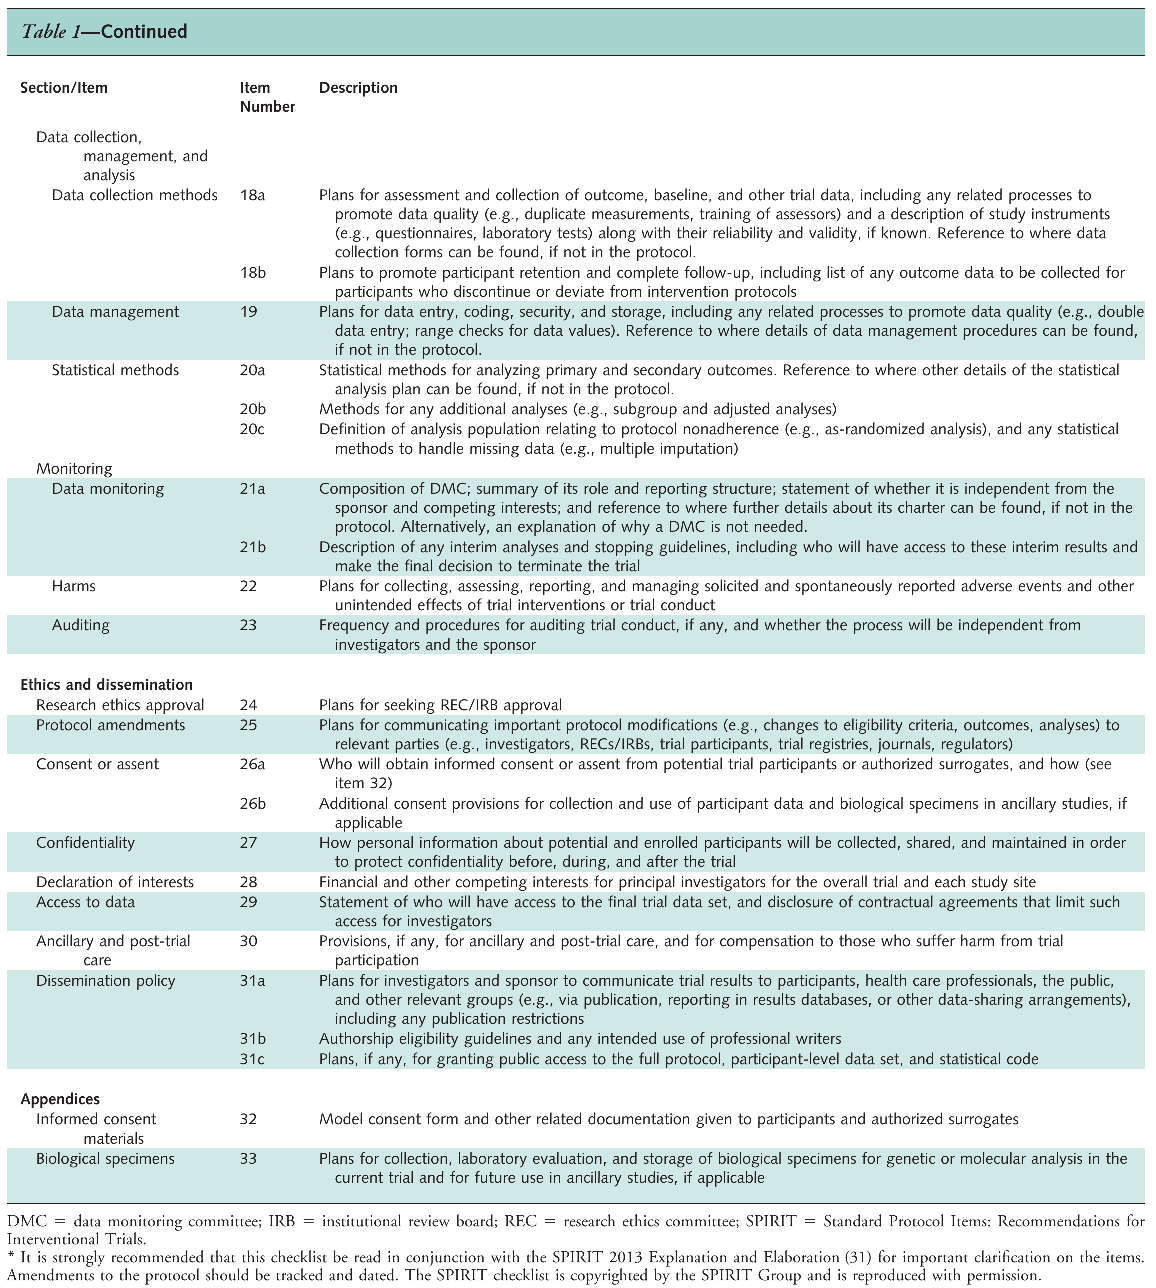 Table 1—Continued
Section/Item Item Description
Number
Data collection,
management, and
analysis
Data collection methods 18a Plans for assessment and collection of outcome, baseline, and other trial data, including any related processes to
promote data quality (e.g., duplicate measurements, training of assessors) and a description of study instruments
(e.g., questionnaires, laboratory tests) along with their reliability and validity, if known. Reference to where data
collection forms can be found, if not in the protocol.
18b Plans to promote participant retention and complete follow-up, including list of any outcome data to be collected for
participants who discontinue or deviate from intervention protocols
Data management 19 Plans for data entry, coding, security, and storage, including any related processes to promote data quality (e.g., double
data entry; range checks for data values). Reference to where details of data management procedures can be found,
if not in the protocol.
Statistical methods 20a Statistical methods for analyzing primary and secondary outcomes. Reference to where other details of the statistical
analysis plan can be found, if not in the protocol.
20b Methods for any additional analyses (e.g., subgroup and adjusted analyses)
20c Definition of analysis population relating to protocol nonadherence (e.g., as-randomized analysis), and any statistical
methods to handle missing data (e.g., multiple imputation)
Monitoring
Data monitoring 21a Composition of DMC; summary of its role and reporting structure; statement of whether it is independent from the
sponsor and competing interests; and reference to where further details about its charter can be found, if not in the
protocol. Alternatively, an explanation of why a DMC is not needed.
21b Description of any interim analyses and stopping guidelines, including who will have access to these interim results and
make the final decision to terminate the trial
Harms 22 Plans for collecting, assessing, reporting, and managing solicited and spontaneously reported adverse events and other
unintended effects of trial interventions or trial conduct
Auditing 23 Frequency and procedures for auditing trial conduct, if any, and whether the process will be independent from
investigators and the sponsor
Ethics and dissemination
Research ethics approval 24 Plans for seeking REC/IRB approval
Protocol amendments 25 Plans for communicating important protocol modifications (e.g., changes to eligibility criteria, outcomes, analyses) to
relevant parties (e.g., investigators, RECs/IRBs, trial participants, trial registries, journals, regulators)
Consent or assent 26a Who will obtain informed consent or assent from potential trial participants or authorized surrogates, and how (see
item 32)
26b Additional consent provisions for collection and use of participant data and biological specimens in ancillary studies, if
applicable
Confidentiality 27 How personal information about potential and enrolled participants will be collected, shared, and maintained in order
to protect confidentiality before, during, and after the trial
Declaration of interests 28 Financial and other competing interests for principal investigators for the overall trial and each study site
Access to data 29 Statement of who will have access to the final trial data set, and disclosure of contractual agreements that limit such
access for investigators
Ancillary and post-trial 30 Provisions, if any, for ancillary and post-trial care, and for compensation to those who suffer harm from trial
care participation
Dissemination policy 31a Plans for investigators and sponsor to communicate trial results to participants, health care professionals, the public,
and other relevant groups (e.g., via publication, reporting in results databases, or other data-sharing arrangements),
including any publication restrictions
31b Authorship eligibility guidelines and any intended use of professional writers
31c Plans, if any, for granting public access to the full protocol, participant-level data set, and statistical code
Appendices
Informed consent 32 Model consent form and other related documentation given to participants and authorized surrogates
materials
Biological specimens 33 Plans for collection, laboratory evaluation, and storage of biological specimens for genetic or molecular analysis in the
current trial and for future use in ancillary studies, if applicable
DMC = data monitoring committee; IRB = institutional review board; REC = research ethics committee; SPIRIT = Standard Protocol Items: Recommendations for
Interventional Trials.
* It is strongly recommended that this checklist be read in conjunction with the SPIRIT 2013 Explanation and Elaboration (31) for important clarification on the items.
Amendments to the protocol should be tracked and dated. The SPIRIT checklist is copyrighted by the SPIRIT Group and is reproduced with permission.